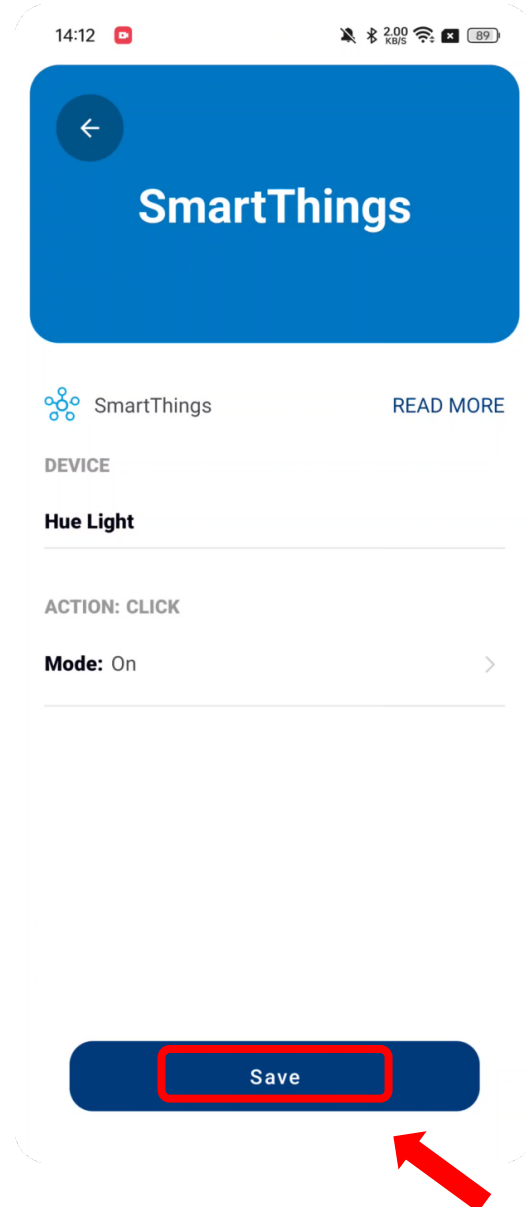 14:12 2.00 KB/S 89
SmartThings
SmartThings READ MORE
DEVICE
Hue Light
ACTION: CLICK
Mode: On
Save